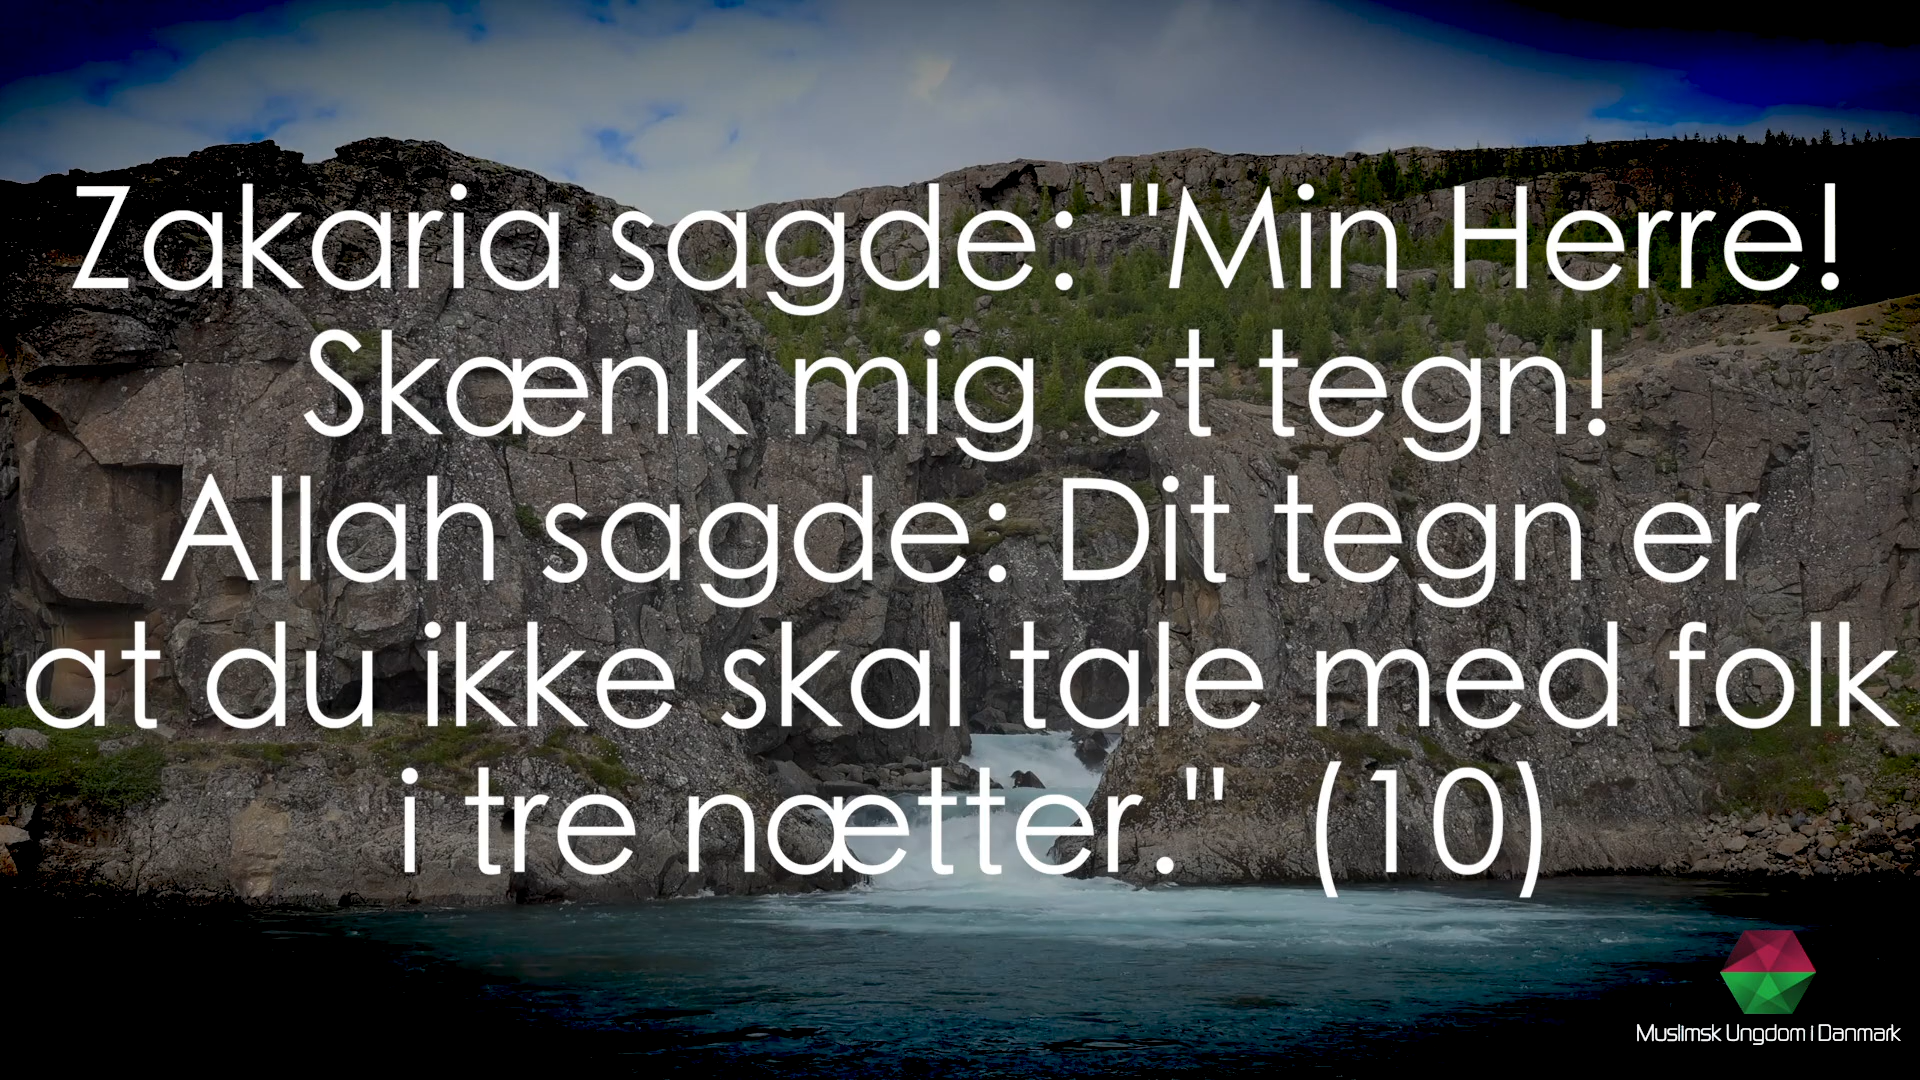 Zakaria sagde: "Min Herre!
Skænk mig et tegn!
Allah sagde: Dit tegn er
at du ikke skal tale med folk
i tre nætter." (10)
Muslimsk Ungdom i Danmark